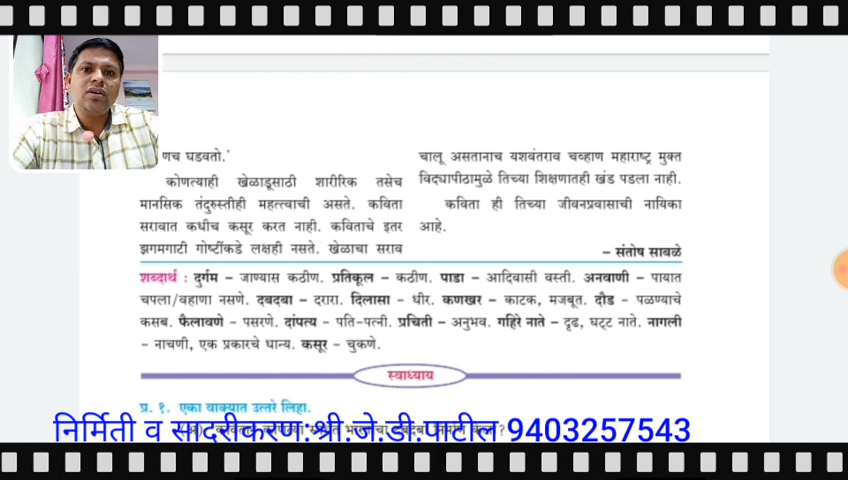 णच घडवतो.'
कोणत्याही खेळाडूसाठी शारीरिक तसेच
मानसिक तंदुरुस्तीही महत्त्वाची असते. कविता
सरावात कधीच कसूर करत नाही. कविताचे इतर
झगमगाटी गोष्टींकडे लक्षही नसते. खेळाचा सराव
चालू असतानाच यशवंतराव चव्हाण महाराष्ट्र मुक्त
विद्यापीठामुळे तिच्या शिक्षणातही खंड पडला नाही.
कविता ही तिच्या जीवनप्रवासाची नायिका
आहे.
– संतोष साबळे
शब्दार्थ : दुर्गम – जाण्यास कठीण. प्रतिकूल – कठीण. पाडा – आदिवासी वस्ती. अनवाणी – पायात
चपला/वहाणा नसणे. दबदबा – दरारा. दिलासा – धीर. कणखर – काटक, मजबूत. दौड – पळण्याचे
कसब. फैलावणे – पसरणे. दांपत्य – पति-पत्नी. प्रचिती – अनुभव. गहिरे नाते – दृढ, घट्ट नाते. नागली
– नाचणी, एक प्रकारचे धान्य. कसूर – चुकणे.
स्वाध्याय
प्र. १. एका वाक्यात उत्तरे लिहा.
निर्मिती व सादरीकरण:श्री.जे.डी.पाटील 9403257543